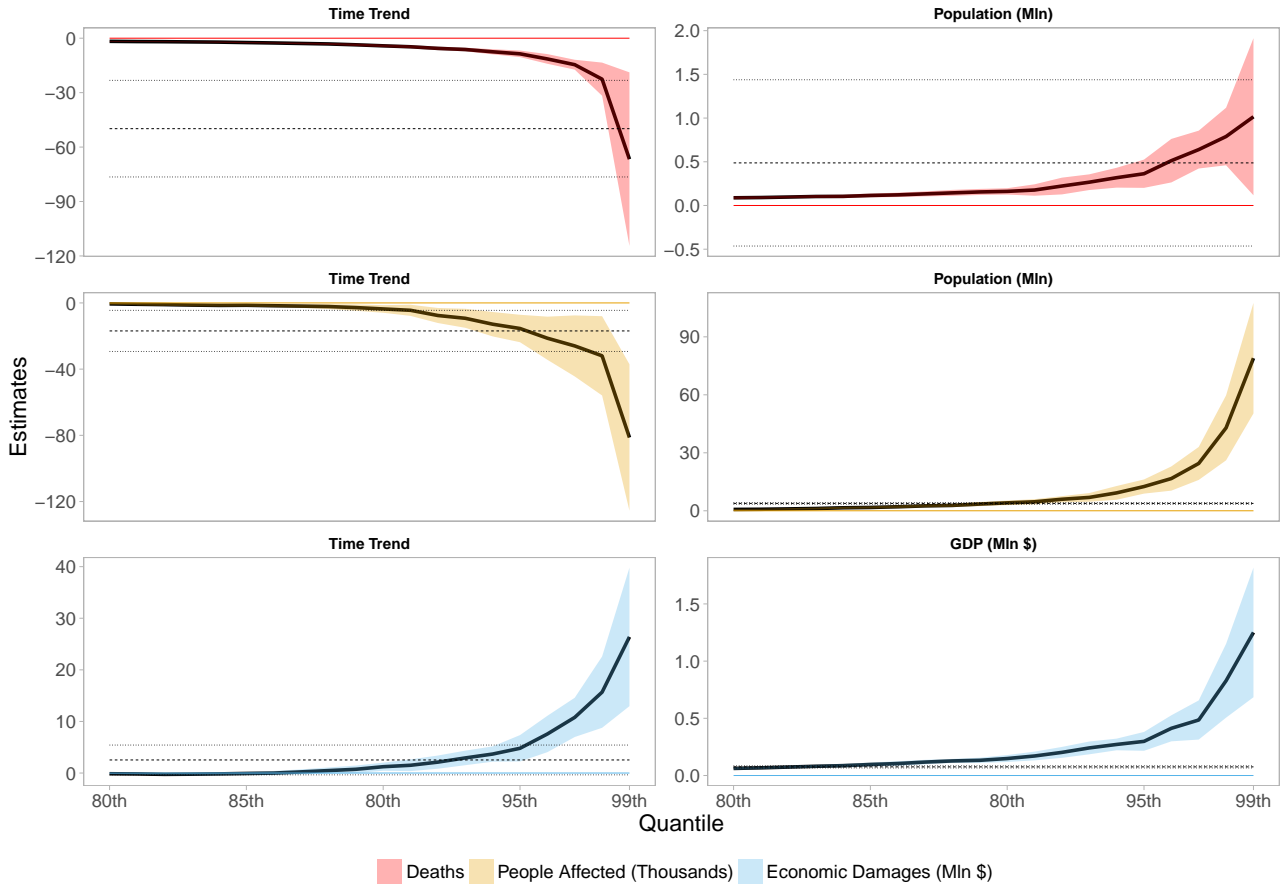 Time Trend
Population (Mln)
0
−30
−60
−90
−120
2.0
1.5
1.0
0.5
0.0
−0.5
Time Trend
Population (Mln)
0
−40
−80
−120
90
60
30
0
Estimates
Time Trend
GDP (Mln $)
40
30
20
10
0
1.5
1.0
0.5
0.0
80th 85th 80th 95th 99th
80th 85th 80th 95th 99th
Quantile
Deaths People Affected (Thousands) Economic Damages (Mln $)